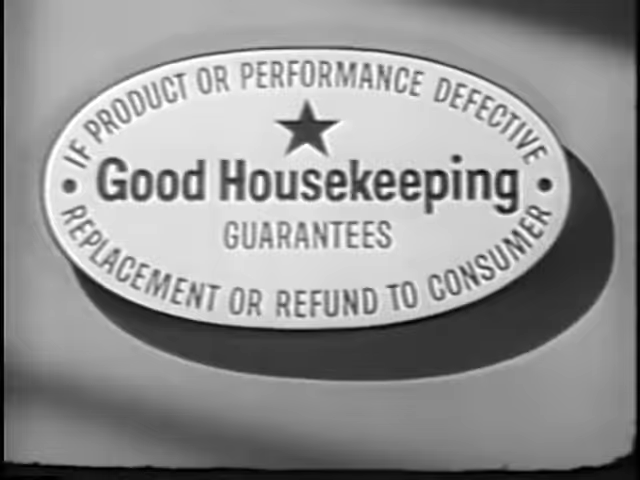 IF PRODUCT OR PERFORMANCE DEFECTIVE
★
• Good Housekeeping •
GUARANTEES
REPLACEMENT OR REFUND TO CONSUMER